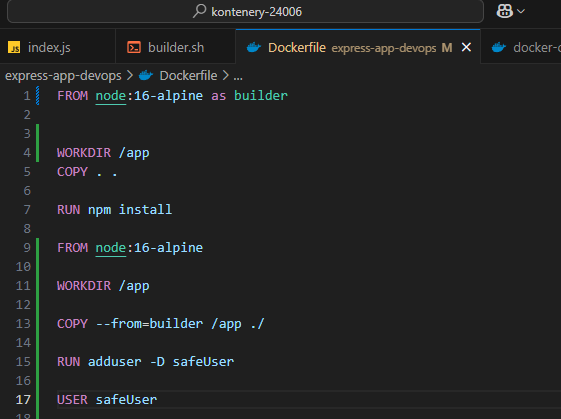 kontenery-24006
index.js
builder.sh
Dockerfile express-app-devops M
docker-c
express-app-devops > Dockerfile > ...
1 FROM node:16-alpine as builder
2
3
4 WORKDIR /app
5 COPY . .
6
7 RUN npm install
8
9 FROM node:16-alpine
10
11 WORKDIR /app
12
13 COPY --from=builder /app ./
14
15 RUN adduser -D safeUser
16
17 USER safeUser
18